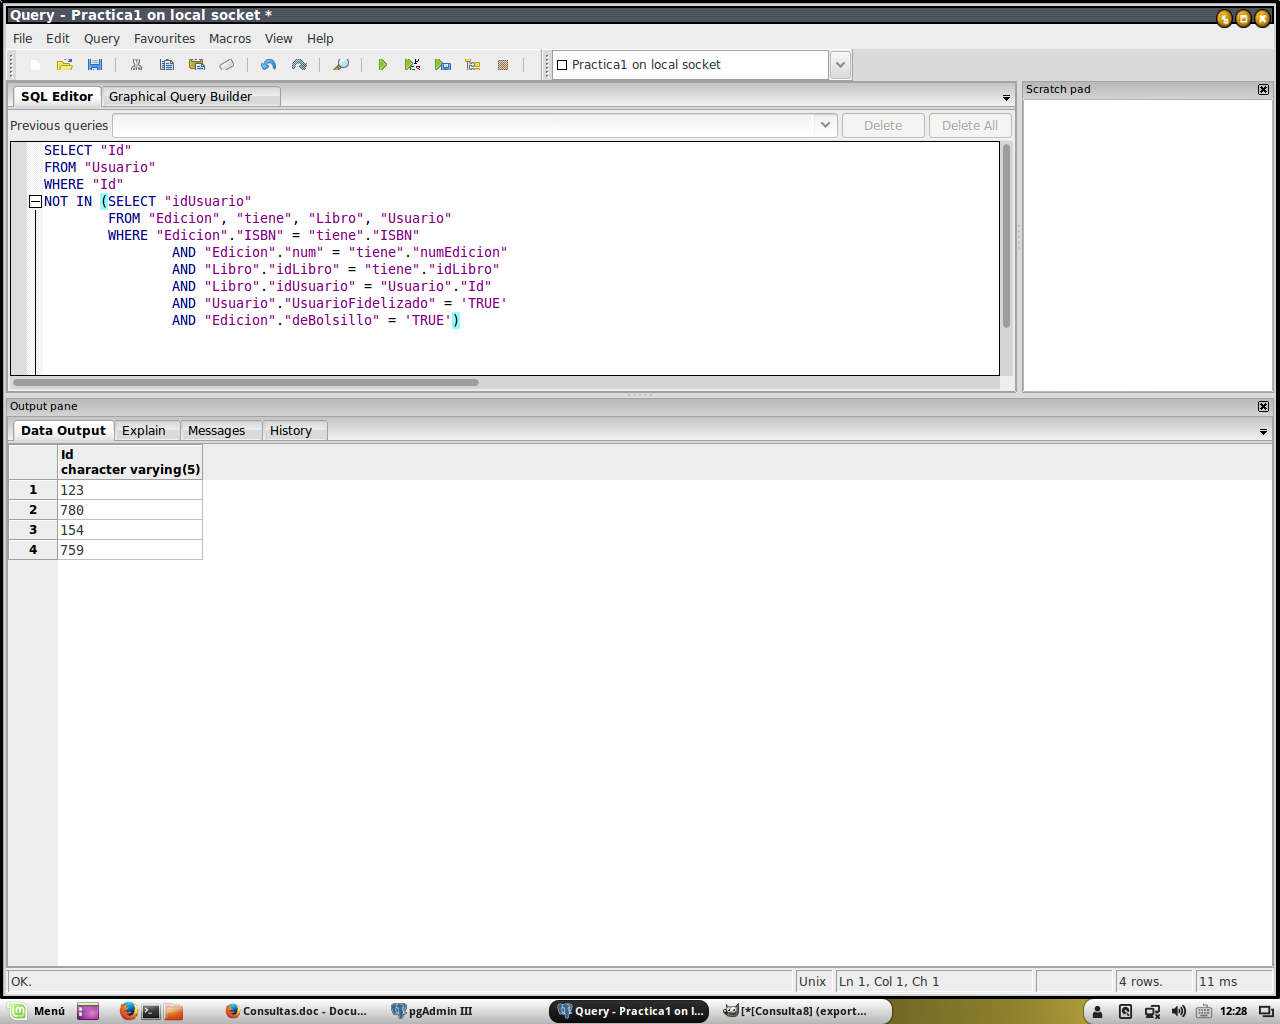 Query - Practica1 on local socket *
File Edit Query Favourites Macros View Help
Practica1 on local socket
SQL Editor Graphical Query Builder
Scratch pad
Previous queries Delete Delete All
SELECT "Id"
FROM "Usuario"
WHERE "Id"
NOT IN (SELECT "idUsuario"
FROM "Edicion", "tiene", "Libro", "Usuario"
WHERE "Edicion"."ISBN" = "tiene"."ISBN"
AND "Edicion"."num" = "tiene"."numEdicion"
AND "Libro"."idLibro" = "tiene"."idLibro"
AND "Libro"."idUsuario" = "Usuario"."Id"
AND "Usuario"."UsuarioFidelizado" = 'TRUE'
AND "Edicion"."deBolsillo" = 'TRUE')
Output pane
Data Output Explain Messages History
Id
character varying(5)
1 123
2 780
3 154
4 759
OK. Unix Ln 1, Col 1, Ch 1 4 rows. 11 ms
Menú Consultas.doc - Docu... pgAdmin III Query - Practica1 on l... [*[Consulta8] (export... 12:28